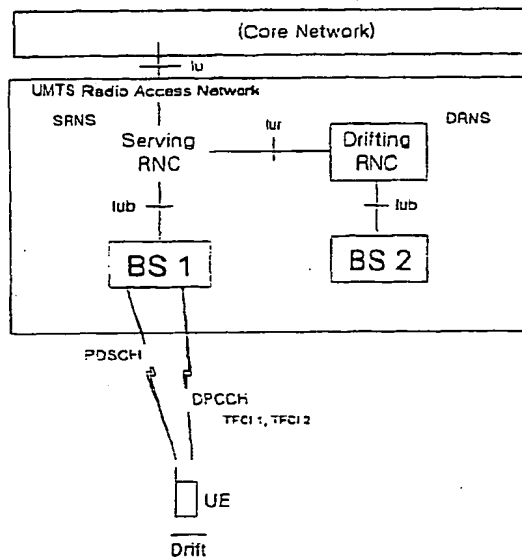 (Core Network)
Iu
UMTS Radio Access Network
SRNS
DRNS
Serving
RNC
Iur
Drifting
RNC
Iub
Iub
BS 1
BS 2
PDSCH
DPCCH
TFCI 1, TFCI 2
UE
Drift